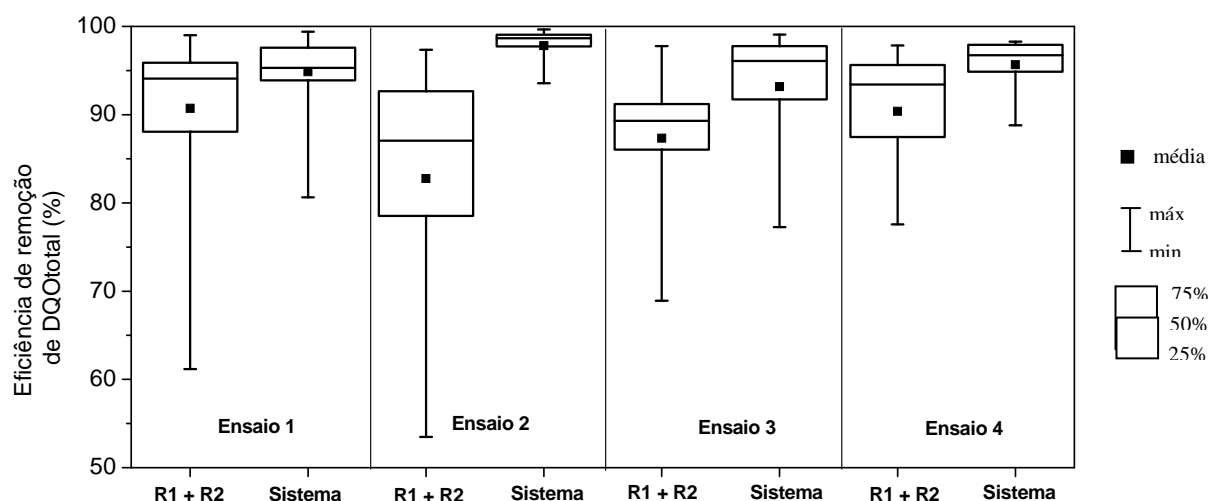 Eficiência de remoção
de DQOtotal (%)
100
90
80
70
60
50
Ensaio 1
Ensaio 2
Ensaio 3
Ensaio 4
R1 + R2
Sistema
R1 + R2
Sistema
R1 + R2
Sistema
R1 + R2
Sistema
média
máx
min
75%
50%
25%